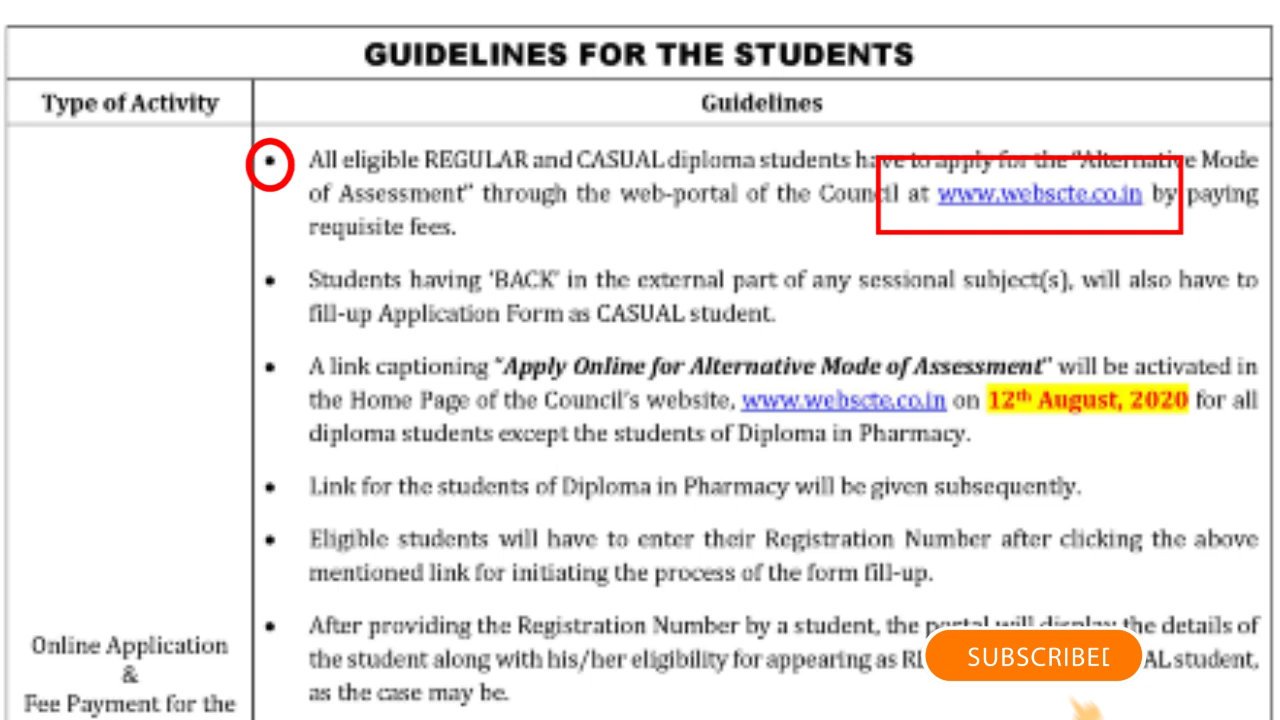 GUIDELINES FOR THE STUDENTS
Type of Activity
Guidelines
All eligible REGULAR and CASUAL diploma students have to apply for the "Alternative Mode
of Assessment" through the web-portal of the Council at www.webscte.co.in by paying
requisite fees.
Students having 'BACK' in the external part of any sessional subject(s), will also have to
fill-up Application Form as CASUAL student.
A link captioning "Apply Online for Alternative Mode of Assessment" will be activated in
the Home Page of the Council's website, www.webscte.co.in on 12th August, 2020 for all
diploma students except the students of Diploma in Pharmacy.
Link for the students of Diploma in Pharmacy will be given subsequently.
Eligible students will have to enter their Registration Number after clicking the above
mentioned link for initiating the process of the form fill-up.
After providing the Registration Number by a student, the portal will display the details of
the student along with his/her eligibility for appearing as student,
as the case may be.
Online Application
&
Fee Payment for the
SUBSCRIBED